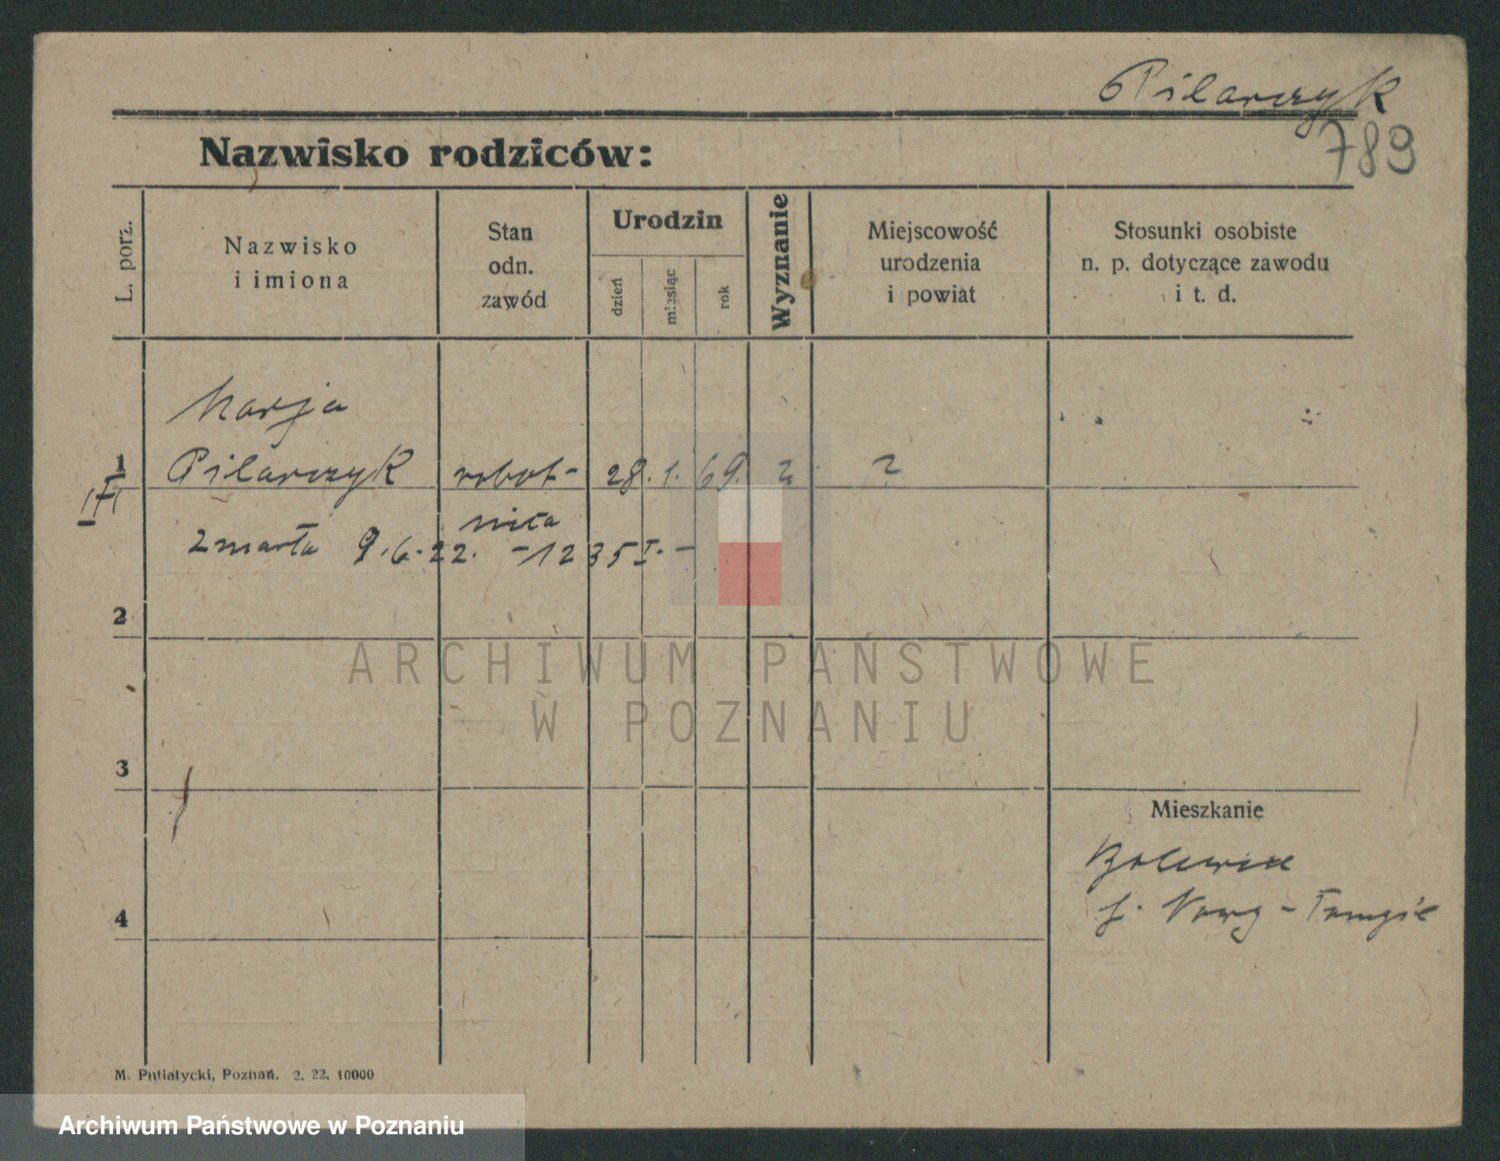 Pilarczyk
789
Nazwisko rodziców:
L. porz.
Nazwisko
i imiona
Stan
odn.
zawód
Urodzin
dzień
miesiąc
rok
Wyznanie
Miejscowość
urodzenia
i powiat
Stosunki osobiste
n. p. dotyczące zawodu
i t. d.
Marja
1 Pilarczyk robot- 28. 1. 69. ? ?
nica
zmarła 9.6.22. -1235 I.-
2
ARCHIWUM PAŃSTWOWE
W POZNANIU
3
Mieszkanie
Bolewice
4
M. Putiatycki, Poznań. 2. 22. 10000
Archiwum Państwowe w Poznaniu